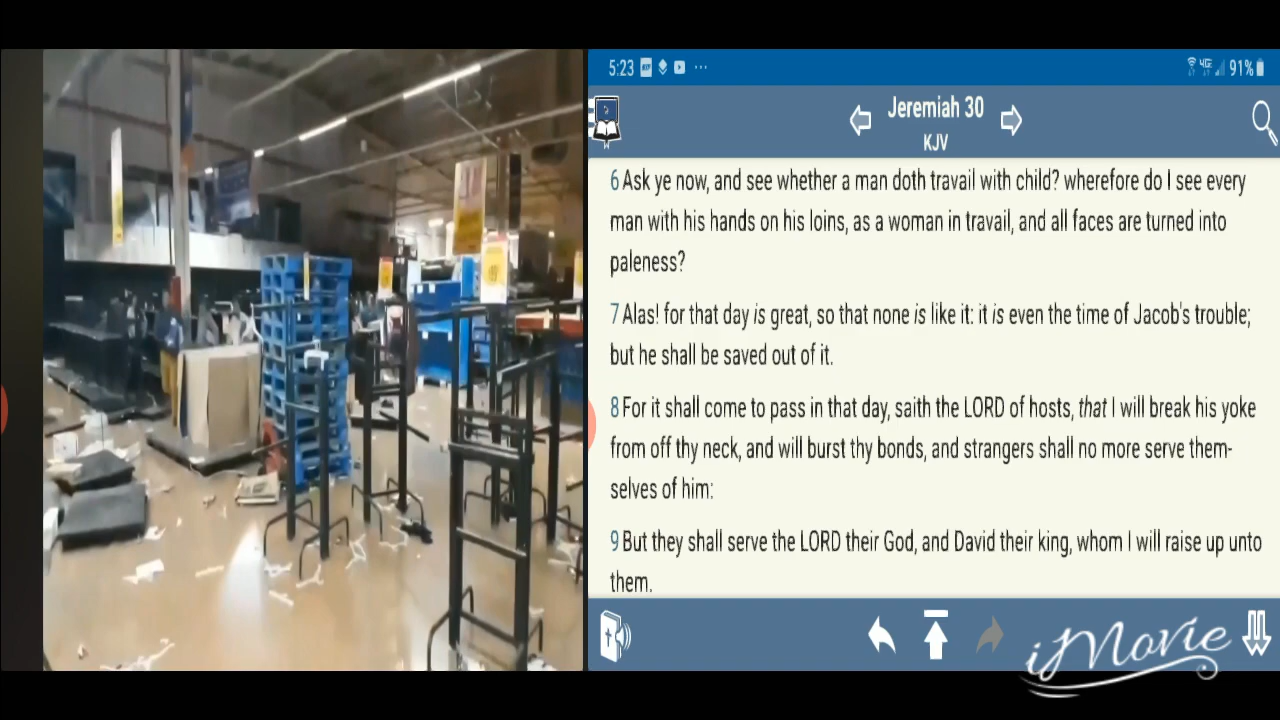 5:23
91%
Jeremiah 30
KJV
6 Ask ye now, and see whether a man doth travail with child? wherefore do I see every
man with his hands on his loins, as a woman in travail, and all faces are turned into
paleness?
7 Alas! for that day is great, so that none is like it: it is even the time of Jacob's trouble;
but he shall be saved out of it.
8 For it shall come to pass in that day, saith the LORD of hosts, that I will break his yoke
from off thy neck, and will burst thy bonds, and strangers shall no more serve them-
selves of him:
9 But they shall serve the LORD their God, and David their king, whom I will raise up unto
them.
iMovie